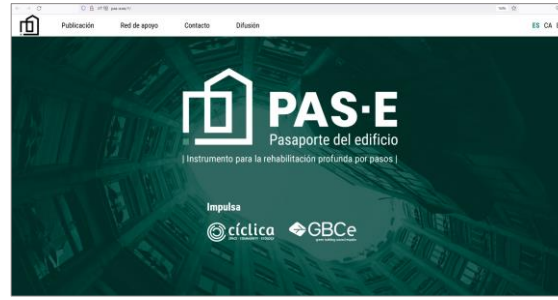 Publicación Red de apoyo Contacto Difusión ES CA
PAS·E
Pasaporte del edificio
| Instrumento para la rehabilitación profunda por pasos |
Impulsa
cíclica GBCe